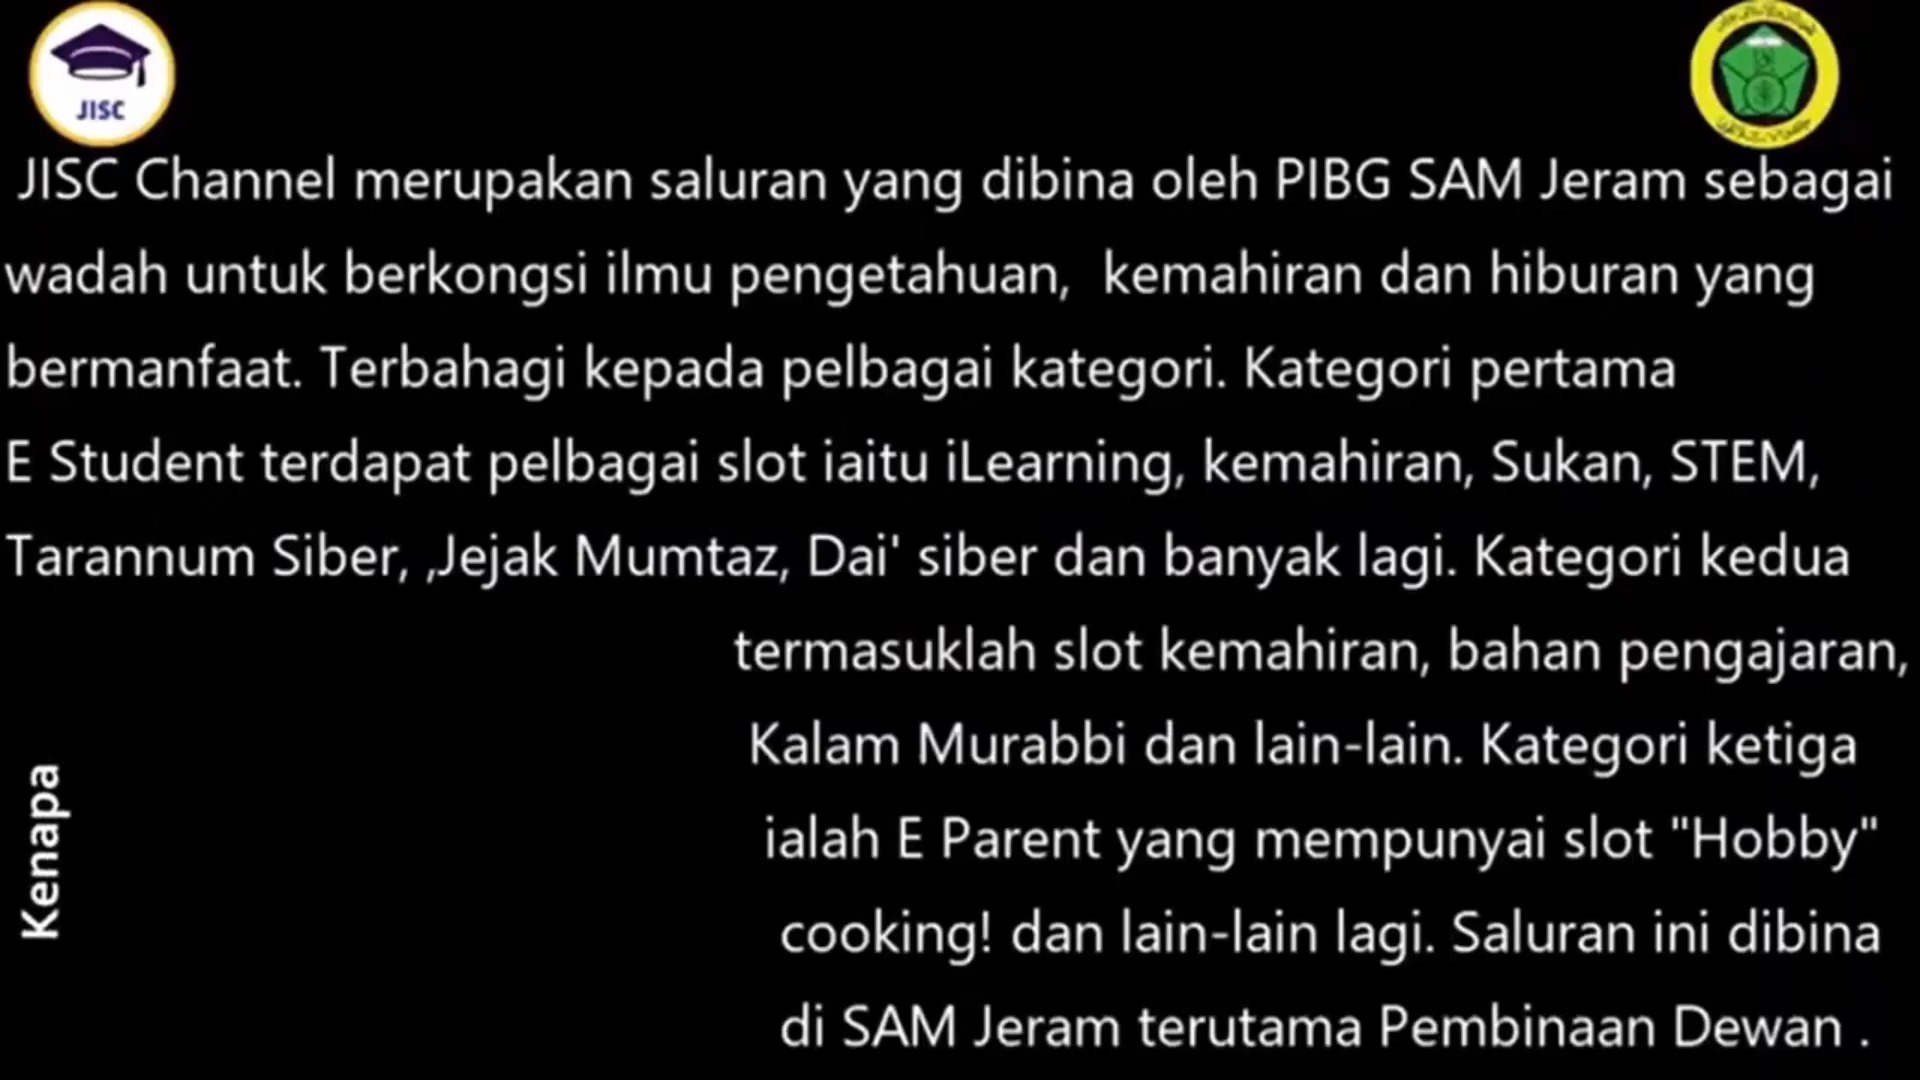 JISC
JISC Channel merupakan saluran yang dibina oleh PIBG SAM Jeram sebagai
wadah untuk berkongsi ilmu pengetahuan, kemahiran dan hiburan yang
bermanfaat. Terbahagi kepada pelbagai kategori. Kategori pertama
E Student terdapat pelbagai slot iaitu iLearning, kemahiran, Sukan, STEM,
Tarannum Siber, ,Jejak Mumtaz, Dai' siber dan banyak lagi. Kategori kedua
termasuklah slot kemahiran, bahan pengajaran,
Kalam Murabbi dan lain-lain. Kategori ketiga
ialah E Parent yang mempunyai slot "Hobby"
cooking! dan lain-lain lagi. Saluran ini dibina
di SAM Jeram terutama Pembinaan Dewan .
Kenapa